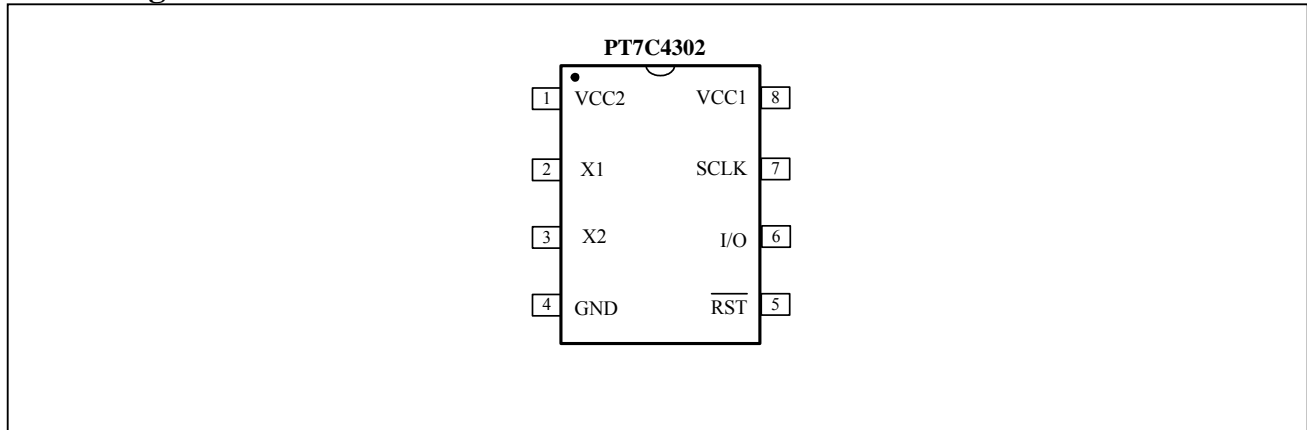 PT7C4302
1 VCC2 VCC1 8
2 X1 SCLK 7
3 X2 I/O 6
4 GND RST 5